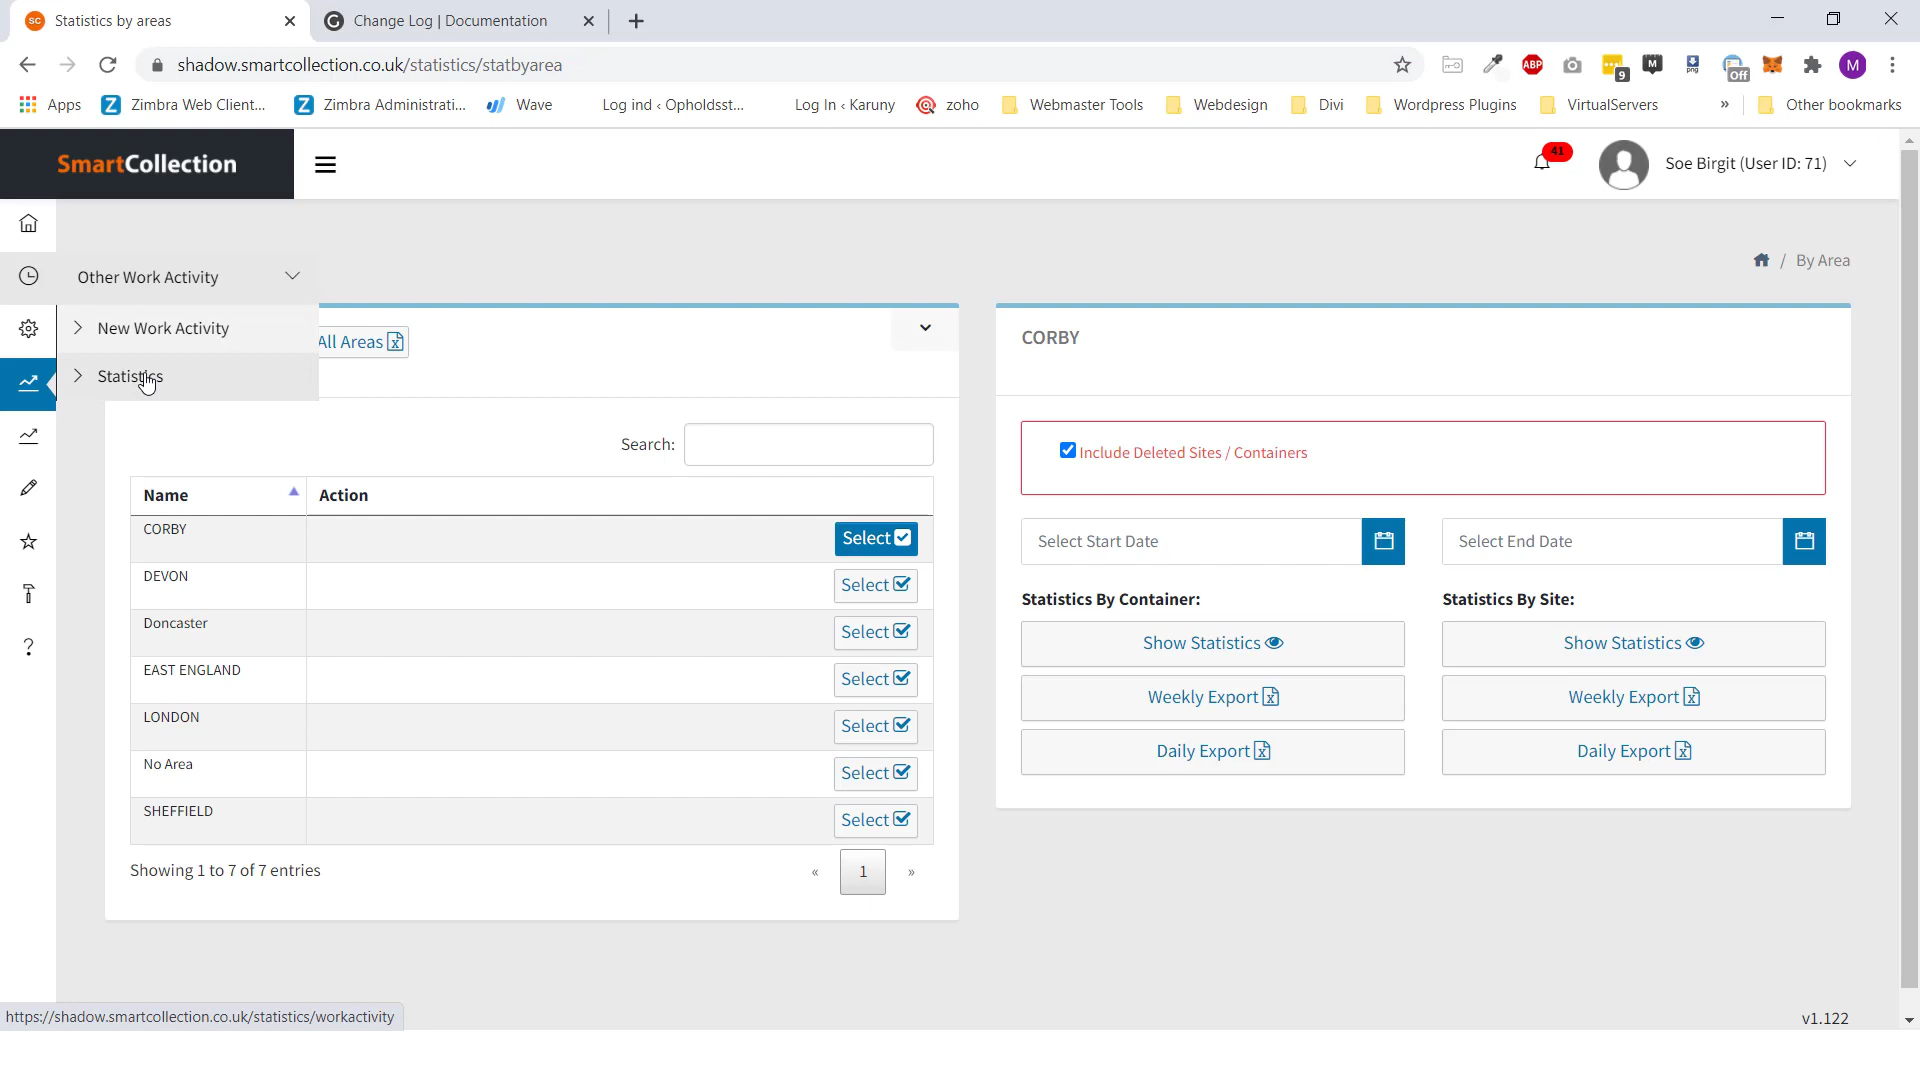 SC Statistics by areas
Change Log | Documentation
shadow.smartcollection.co.uk/statistics/statbyarea
ABP
9
M
png
Off
M
Apps
Z Zimbra Web Client...
Z Zimbra Administrati...
Wave
Log ind ‹ Opholdsst...
Log In ‹ Karuny
zoho
Webmaster Tools
Webdesign
Divi
Wordpress Plugins
VirtualServers
»
Other bookmarks
SmartCollection
41
Soe Birgit (User ID: 71)
/ By Area
Other Work Activity
New Work Activity
Statistics
All Areas
Search:
Name Action
CORBY Select
DEVON Select
Doncaster Select
EAST ENGLAND Select
LONDON Select
No Area Select
SHEFFIELD Select
Showing 1 to 7 of 7 entries
« 1 »
CORBY
Include Deleted Sites / Containers
Select Start Date
Select End Date
Statistics By Container:
Statistics By Site:
Show Statistics
Show Statistics
Weekly Export
Weekly Export
Daily Export
Daily Export
https://shadow.smartcollection.co.uk/statistics/workactivity
v1.122